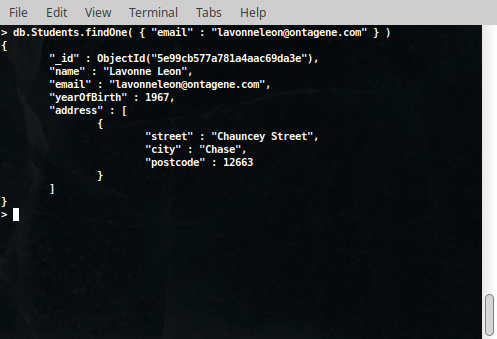 File Edit View Terminal Tabs Help
> db.Students.findOne( { "email" : "lavonneleon@ontagene.com" } )
{
"_id" : ObjectId("5e99cb577a781a4aac69da3e"),
"name" : "Lavonne Leon",
"email" : "lavonneleon@ontagene.com",
"yearOfBirth" : 1967,
"address" : [
{
"street" : "Chauncey Street",
"city" : "Chase",
"postcode" : 12663
}
]
}
>